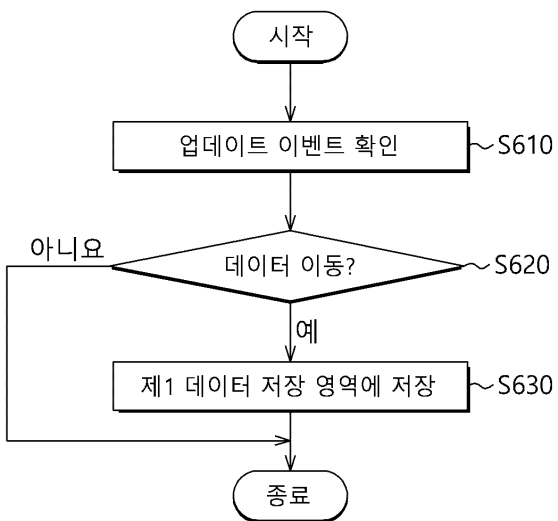 시작
업데이트 이벤트 확인
S610
아니요
데이터 이동?
S620
예
제1 데이터 저장 영역에 저장
S630
종료